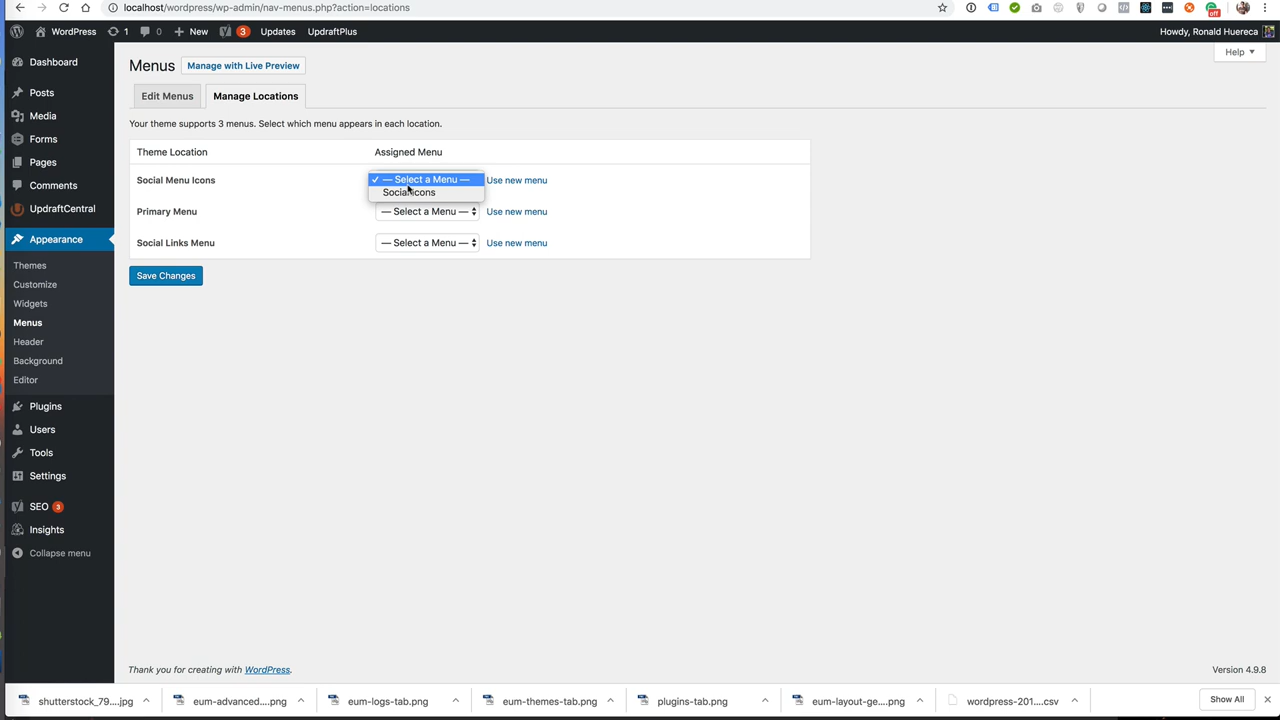 localhost/wordpress/wp-admin/nav-menus.php?action=locations
off
WordPress 1 0 New 3 Updates UpdraftPlus Howdy, Ronald Huereca
Help
Menus Manage with Live Preview
Edit Menus Manage Locations
Your theme supports 3 menus. Select which menu appears in each location.
Theme Location Assigned Menu
Social Menu Icons ✓ — Select a Menu — Use new menu
Social Icons
Primary Menu — Select a Menu — Use new menu
Social Links Menu — Select a Menu — Use new menu
Save Changes
Dashboard
Posts
Media
Forms
Pages
Comments
UpdraftCentral
Appearance
Themes
Customize
Widgets
Menus
Header
Background
Editor
Plugins
Users
Tools
Settings
SEO 3
Insights
Collapse menu
Thank you for creating with WordPress. Version 4.9.8
shutterstock_79....jpg eum-advanced....png eum-logs-tab.png eum-themes-tab.png plugins-tab.png eum-layout-ge....png wordpress-201....csv Show All